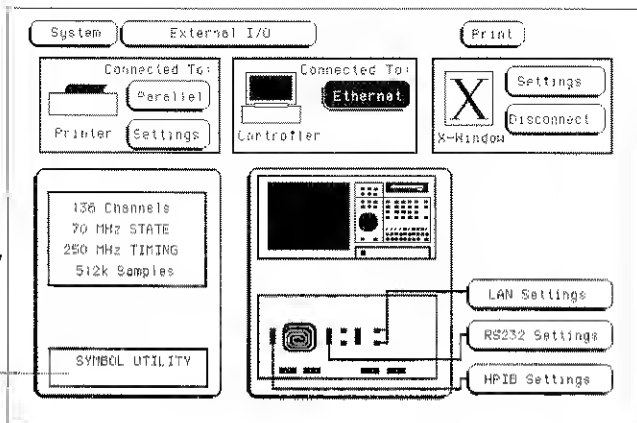 System
External I/O
Print
Connected To:
Parallel
Printer
Settings
Connected To:
Ethernet
Controller
X
Settings
Disconnect
X-Window
136 Channels
70 MHz STATE
250 MHz TIMING
512k Samples
SYMBOL UTILITY
LAN Settings
RS232 Settings
HPIB Settings